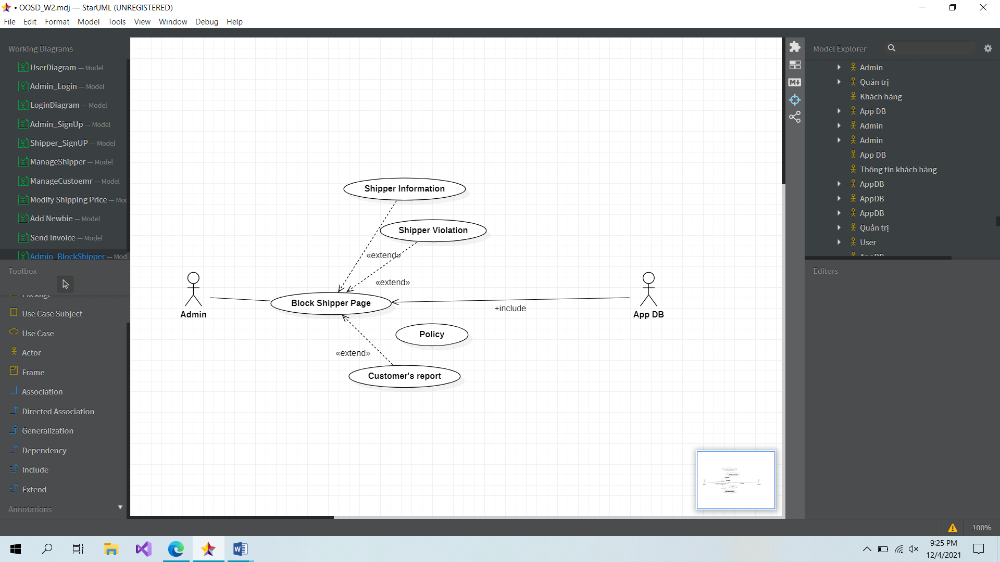 • OOSD_W2.mdj — StarUML (UNREGISTERED)
File Edit Format Model Tools View Window Debug Help
Working Diagrams
UserDiagram — Model
Admin_Login — Model
LoginDiagram — Model
Admin_SignUp — Model
Shipper_SignUP — Model
ManageShipper — Model
ManageCustoemr — Model
Modify Shipping Price — Mod
Add Newbie — Model
Send Invoice — Model
Admin_BlockShipper — Mod
Toolbox
Package
Use Case Subject
Use Case
Actor
Frame
Association
Directed Association
Generalization
Dependency
Include
Extend
Annotations
Shipper Information
Shipper Violation
«extend»
«extend»
Admin
Block Shipper Page
+include
App DB
Policy
«extend»
Customer's report
Model Explorer
Admin
Quản trị
Khách hàng
App DB
Admin
Admin
App DB
Thông tin khách hàng
AppDB
AppDB
AppDB
Quản trị
User
AppDB
Editors
100%
9:25 PM
12/4/2021